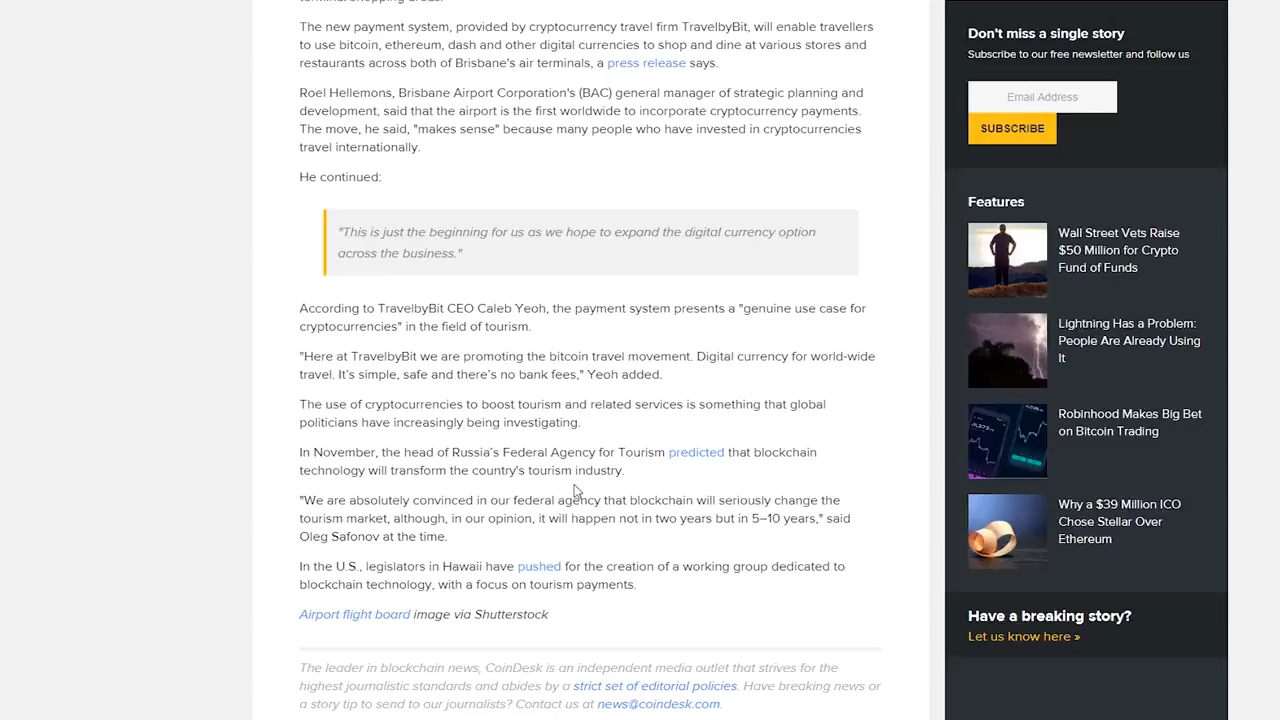 The new payment system, provided by cryptocurrency travel firm TravelbyBit, will enable travellers
to use bitcoin, ethereum, dash and other digital currencies to shop and dine at various stores and
restaurants across both of Brisbane's air terminals, a press release says.
Roel Hellemons, Brisbane Airport Corporation's (BAC) general manager of strategic planning and
development, said that the airport is the first worldwide to incorporate cryptocurrency payments.
The move, he said, "makes sense" because many people who have invested in cryptocurrencies
travel internationally.
He continued:
"This is just the beginning for us as we hope to expand the digital currency option
across the business."
According to TravelbyBit CEO Caleb Yeoh, the payment system presents a "genuine use case for
cryptocurrencies" in the field of tourism.
"Here at TravelbyBit we are promoting the bitcoin travel movement. Digital currency for world-wide
travel. It's simple, safe and there's no bank fees," Yeoh added.
The use of cryptocurrencies to boost tourism and related services is something that global
politicians have increasingly being investigating.
In November, the head of Russia's Federal Agency for Tourism predicted that blockchain
technology will transform the country's tourism industry.
"We are absolutely convinced in our federal agency that blockchain will seriously change the
tourism market, although, in our opinion, it will happen not in two years but in 5–10 years," said
Oleg Safonov at the time.
In the U.S., legislators in Hawaii have pushed for the creation of a working group dedicated to
blockchain technology, with a focus on tourism payments.
Airport flight board image via Shutterstock
The leader in blockchain news, CoinDesk is an independent media outlet that strives for the
highest journalistic standards and abides by a strict set of editorial policies. Have breaking news or
a story tip to send to our journalists? Contact us at news@coindesk.com.
Don't miss a single story
Subscribe to our free newsletter and follow us
Email Address
SUBSCRIBE
Features
Wall Street Vets Raise
$50 Million for Crypto
Fund of Funds
Lightning Has a Problem:
People Are Already Using
It
Robinhood Makes Big Bet
on Bitcoin Trading
Why a $39 Million ICO
Chose Stellar Over
Ethereum
Have a breaking story?
Let us know here »